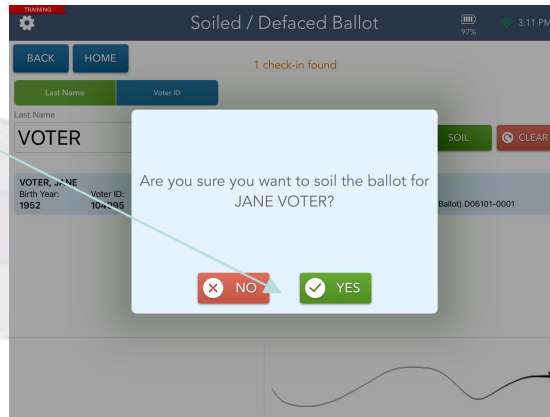 TRAINING
Soiled / Defaced Ballot
97%
3:11 PM
BACK
HOME
1 check-in found
Last Name
Voter ID
Last Name
VOTER
SOIL
CLEAR
VOTER, JANE
Birth Year:
Voter ID:
1952
104995
Ballot) D06101-0001
Are you sure you want to soil the ballot for
JANE VOTER?
NO
YES